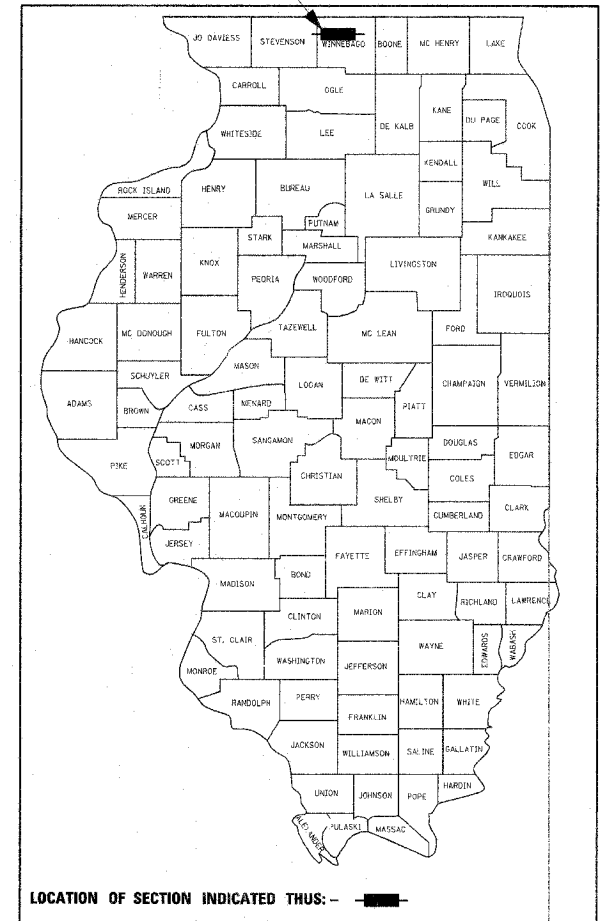 JO DAVIESS
STEVENSON
WINNEBAGO
BOONE
MC HENRY
LAKE
CARROLL
OGLE
KANE
DU PAGE
COOK
WHITESIDE
LEE
DE KALB
KENDALL
WILL
ROCK ISLAND
HENRY
BUREAU
LA SALLE
GRUNDY
MERCER
PUTNAM
KANKAKEE
STARK
MARSHALL
HENDERSON
WARREN
KNOX
PEORIA
WOODFORD
LIVINGSTON
IROQUOIS
HANCOCK
MC DONOUGH
FULTON
TAZEWELL
MC LEAN
FORD
MASON
SCHUYLER
LOGAN
DE WITT
CHAMPAIGN
VERMILION
ADAMS
BROWN
CASS
MENARD
PIATT
MACON
MORGAN
SANGAMON
DOUGLAS
EDGAR
PIKE
SCOTT
CHRISTIAN
MOULTRIE
COLES
GREENE
SHELBY
CALHOUN
MACOUPIN
MONTGOMERY
CUMBERLAND
CLARK
JERSEY
FAYETTE
EFFINGHAM
JASPER
CRAWFORD
MADISON
BOND
CLAY
RICHLAND
LAWRENCE
CLINTON
MARION
ST. CLAIR
WAYNE
EDWARDS
WABASH
WASHINGTON
JEFFERSON
MONROE
RANDOLPH
PERRY
HAMILTON
WHITE
FRANKLIN
JACKSON
WILLIAMSON
SALINE
GALLATIN
UNION
JOHNSON
POPE
HARDIN
ALEXANDER
PULASKI
MASSAC
LOCATION OF SECTION INDICATED THUS: -